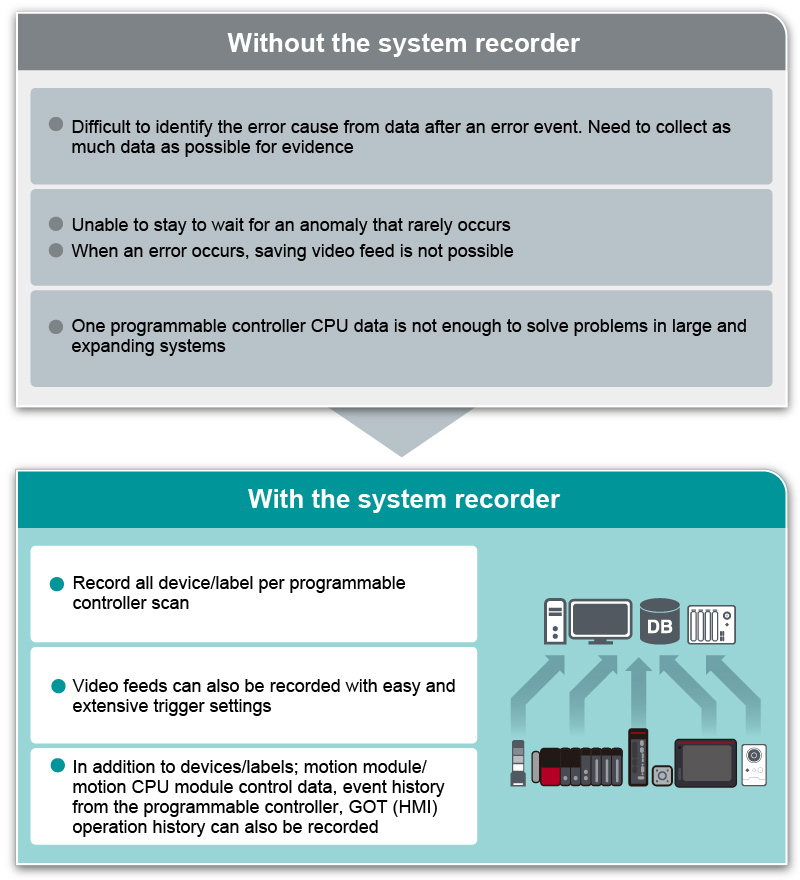 Without the system recorder
Difficult to identify the error cause from data after an error event. Need to collect as
much data as possible for evidence
Unable to stay to wait for an anomaly that rarely occurs
When an error occurs, saving video feed is not possible
One programmable controller CPU data is not enough to solve problems in large and
expanding systems
With the system recorder
Record all device/label per programmable
controller scan
Video feeds can also be recorded with easy and
extensive trigger settings
In addition to devices/labels; motion module/
motion CPU module control data, event history
from the programmable controller, GOT (HMI)
operation history can also be recorded
DB